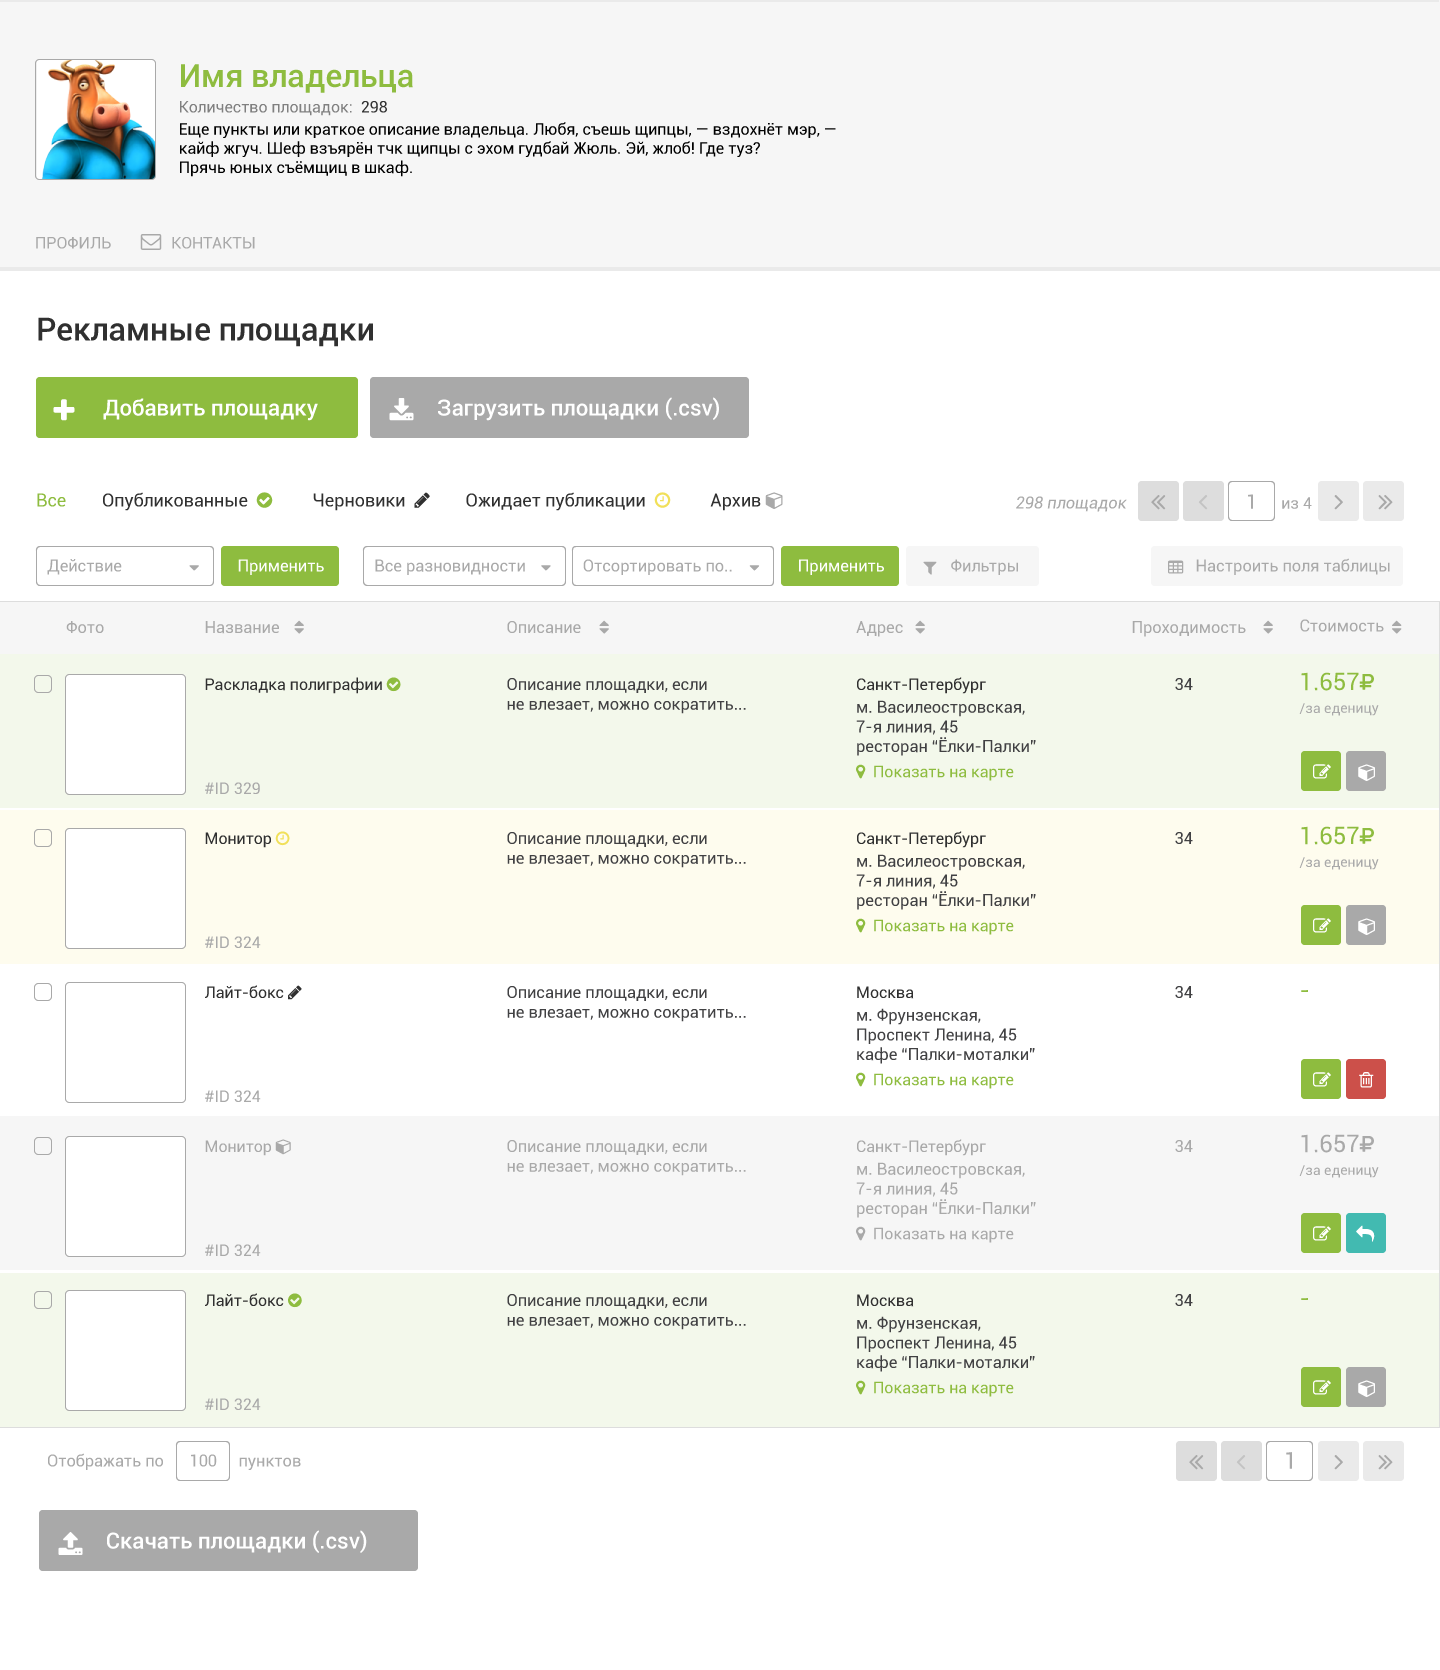 Имя владельца
Количество площадок: 298
Еще пункты или краткое описание владельца. Любя, съешь щипцы, — вздохнёт мэр, —
кайф жгуч. Шеф взъярён тчк щипцы с эхом гудбай Жюль. Эй, жлоб! Где туз?
Прячь юных съёмщиц в шкаф.
ПРОФИЛЬ КОНТАКТЫ
Рекламные площадки
Добавить площадку Загрузить площадки (.csv)
Все Опубликованные Черновики Ожидает публикации Архив 298 площадок 1 из 4
Действие Применить Все разновидности Отсортировать по.. Применить Фильтры Настроить поля таблицы
Фото Название Описание Адрес Проходимость Стоимость
Раскладка полиграфии
#ID 329
Описание площадки, если
не влезает, можно сократить...
Санкт-Петербург
м. Василеостровская,
7-я линия, 45
ресторан “Ёлки-Палки”
Показать на карте
34
1.657₽
/за еденицу
Монитор
#ID 324
Описание площадки, если
не влезает, можно сократить...
Санкт-Петербург
м. Василеостровская,
7-я линия, 45
ресторан “Ёлки-Палки”
Показать на карте
34
1.657₽
/за еденицу
Лайт-бокс
#ID 324
Описание площадки, если
не влезает, можно сократить...
Москва
м. Фрунзенская,
Проспект Ленина, 45
кафе “Палки-моталки”
Показать на карте
34
-
Монитор
#ID 324
Описание площадки, если
не влезает, можно сократить...
Санкт-Петербург
м. Василеостровская,
7-я линия, 45
ресторан “Ёлки-Палки”
Показать на карте
34
1.657₽
/за еденицу
Лайт-бокс
#ID 324
Описание площадки, если
не влезает, можно сократить...
Москва
м. Фрунзенская,
Проспект Ленина, 45
кафе “Палки-моталки”
Показать на карте
34
-
Отображать по 100 пунктов 1
Скачать площадки (.csv)